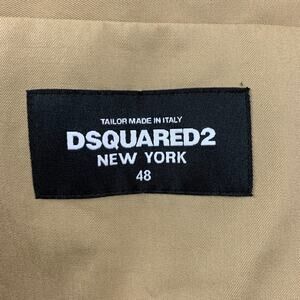 TAILOR MADE IN ITALY
DSQUARED2
NEW YORK
48